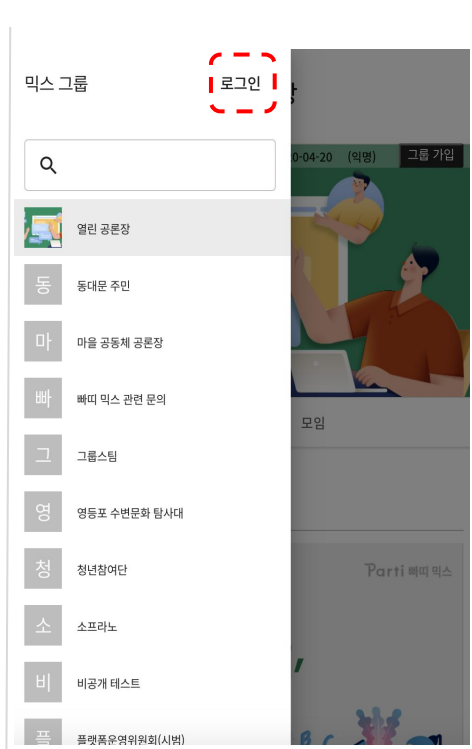 믹스 그룹
로그인
0-04-20 (익명)
그룹 가입
열린 공론장
동
동대문 주민
마
마을 공동체 공론장
빠
빠띠 믹스 관련 문의
모임
그
그룹스팀
영
영등포 수변문화 탐사대
청
청년참여단
Parti 빠띠 믹스
소
소프라노
비
비공개 테스트
플
플랫폼운영위원회(시범)